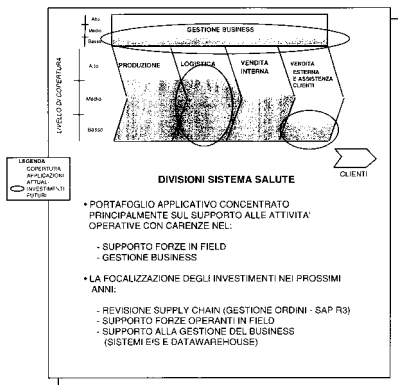 Alto
Medio
Basso
GESTIONE BUSINESS
LIVELLO DI COPERTURA
Alto
Medio
Basso
PRODUZIONE
LOGISTICA
VENDITA
INTERNA
VENDITA
ESTERNA
E ASSISTENZA
CLIENTI
CLIENTI
LEGENDA
COPERTURA
APPLICAZIONI
ATTUALI
INVESTIMENTI
FUTURI
DIVISIONI SISTEMA SALUTE
• PORTAFOGLIO APPLICATIVO CONCENTRATO
PRINCIPALMENTE SUL SUPPORTO ALLE ATTIVITA'
OPERATIVE CON CARENZE NEL:
- SUPPORTO FORZE IN FIELD
- GESTIONE BUSINESS
• LA FOCALIZZAZIONE DEGLI INVESTIMENTI NEI PROSSIMI
ANNI:
- REVISIONE SUPPLY CHAIN (GESTIONE ORDINI - SAP R3)
- SUPPORTO FORZE OPERANTI IN FIELD
- SUPPORTO ALLA GESTIONE DEL BUSINESS
(SISTEMI E'S E DATAWAREHOUSE)